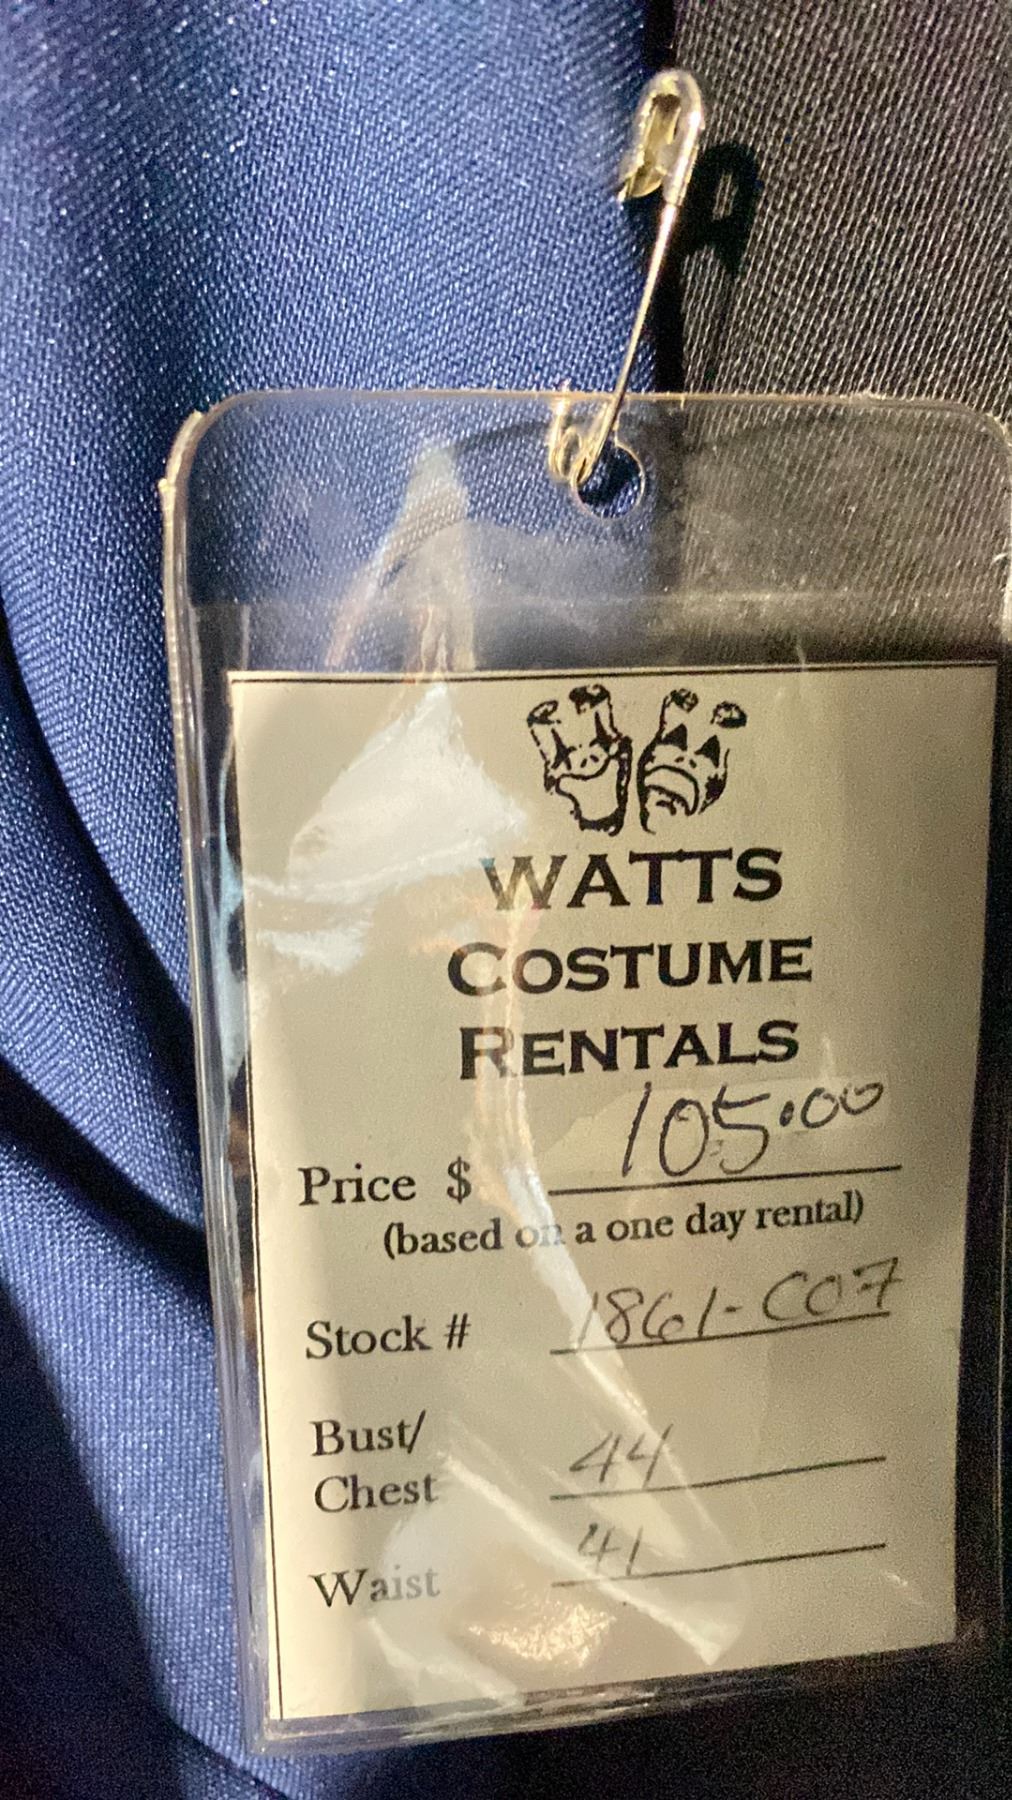 WATTS
COSTUME
RENTALS
Price $ 105.00
(based on a one day rental)
Stock # 1861-C07
Bust/
Chest 44
Waist 41